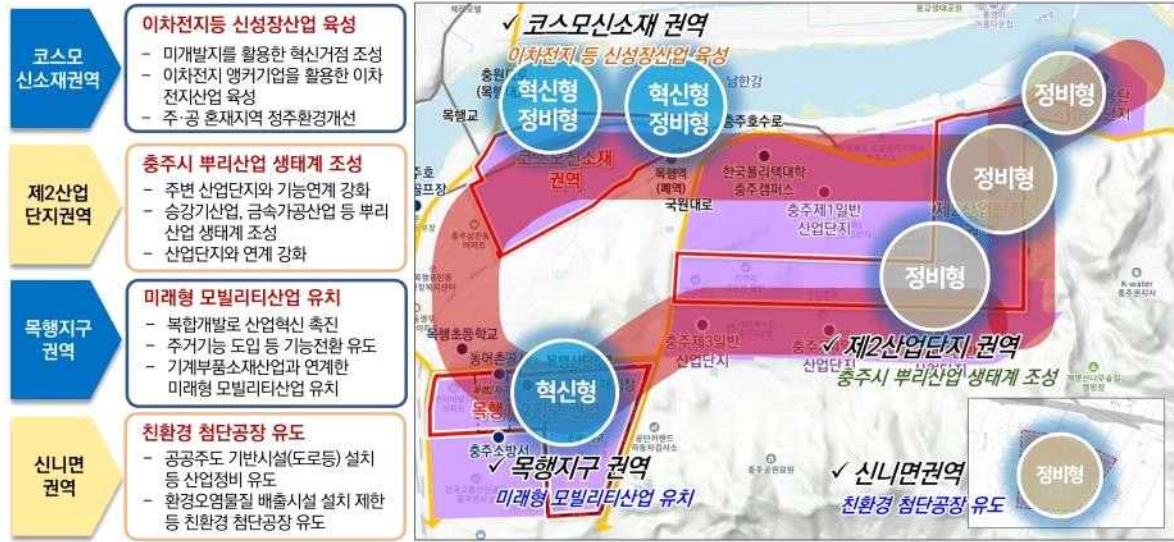 코스모
신소재권역
이차전지등 신성장산업 육성
- 미개발지를 활용한 혁신거점 조성
- 이차전지 앵커기업을 활용한 이차
전지산업 육성
- 주·공 혼재지역 정주환경개선
제2산업
단지권역
충주시 뿌리산업 생태계 조성
- 주변 산업단지와 기능연계 강화
- 승강기산업, 금속가공산업 등 뿌리
산업 생태계 조성
- 산업단지와 연계 강화
목행지구
권역
미래형 모빌리티산업 유치
- 복합개발로 산업혁신 촉진
- 주거기능 도입 등 기능전환 유도
- 기계부품소재산업과 연계한
미래형 모빌리티산업 유치
신니면
권역
친환경 첨단공장 유도
- 공공주도 기반시설(도로등) 설치
등 산업정비 유도
- 환경오염물질 배출시설 설치 제한
등 친환경 첨단공장 유도
✓ 코스모신소재 권역
이차전지 등 신성장산업 육성
남한강
목행교
혁신형
정비형
혁신형
정비형
정비형
충주호수로
코스모신소재
권역
목행역
(폐역)
국원대로
한국폴리텍대학
충주캠퍼스
정비형
충주제1일반
산업단지
정비형
K-water
충주권지사
목행초등학교
충주제3일반
산업단지
산업단지
✓ 제2산업단지 권역
충주시 뿌리산업 생태계 조성
혁신형
충주소방서
✓ 목행지구 권역
미래형 모빌리티산업 유치
충주공원묘원
✓ 신니면권역
친환경 첨단공장 유도
정비형